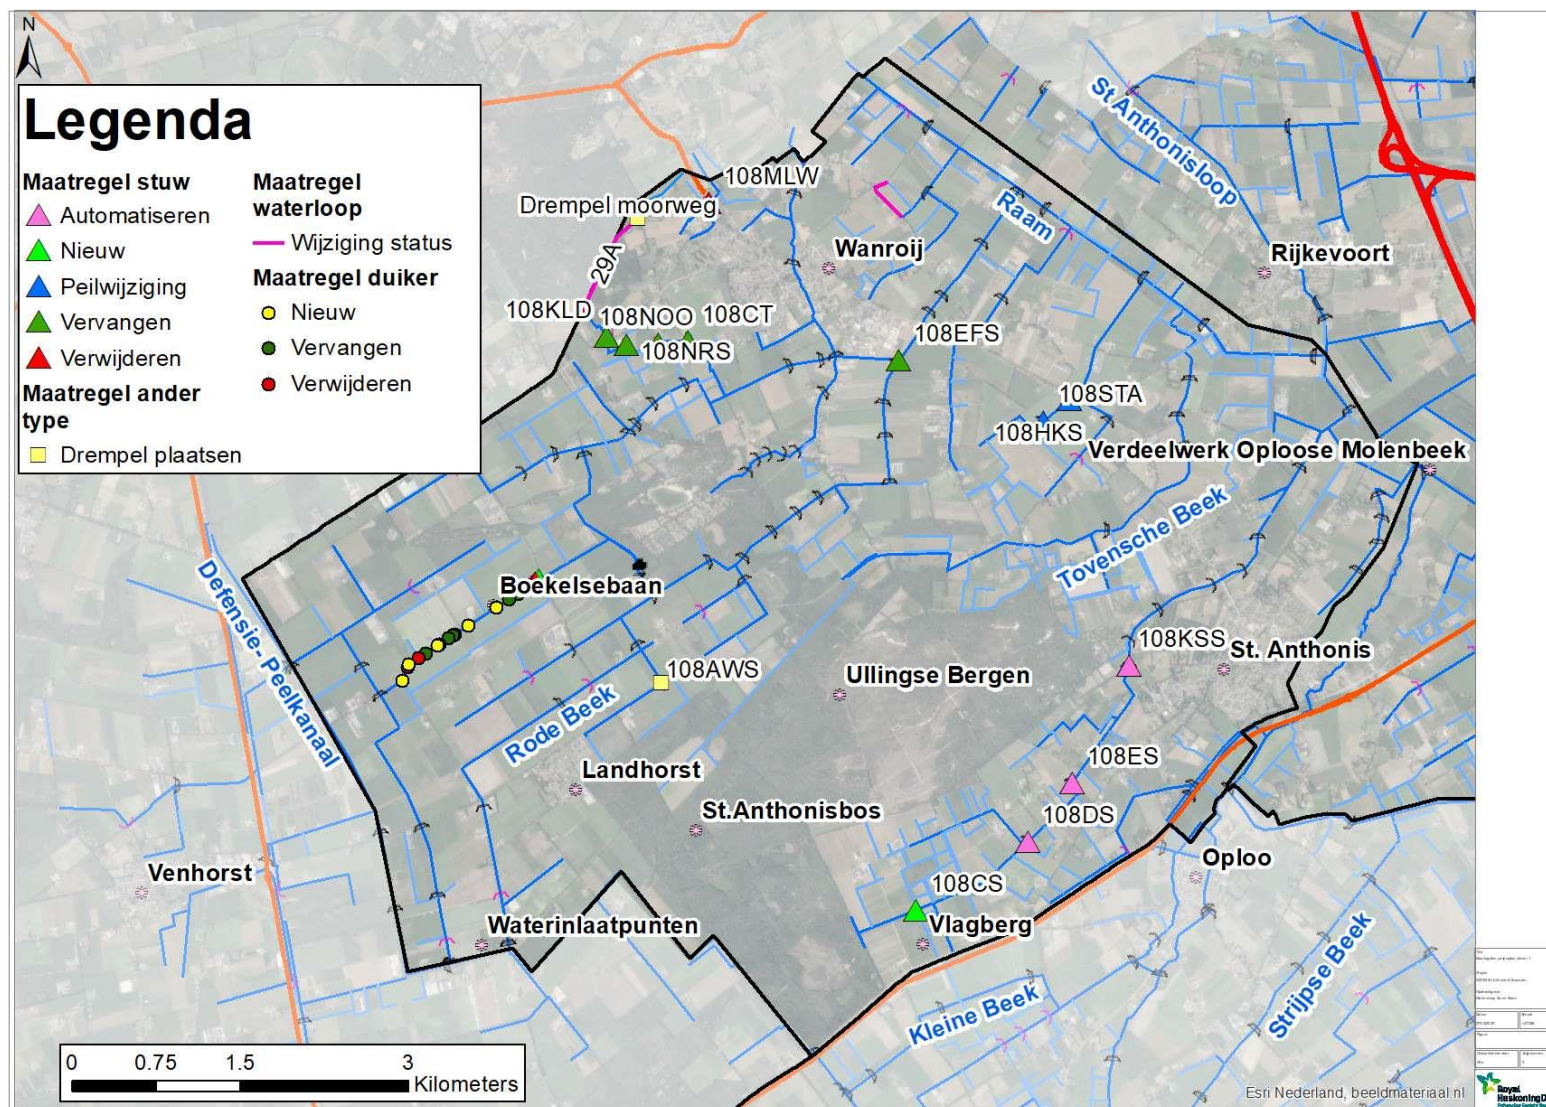 N
Legenda
Maatregel stuw
Automatiseren
Nieuw
Peilwijziging
Vervangen
Verwijderen
Maatregel ander
type
Drempel plaatsen
Maatregel
waterloop
Wijziging status
Maatregel duiker
Nieuw
Vervangen
Verwijderen
108MLW
Drempel moorweg
29A
108KLD
108NOO
108CT
108NRS
Wanroij
Raam
St Anthonisloop
Rijkevoort
108EFS
108STA
108HKS
Verdeelwerk Oploose Molenbeek
Tovensche Beek
Defensie- Peelkanaal
Boekelsebaan
108AWS
Rode Beek
Ullingse Bergen
108KSS
St. Anthonis
Landhorst
St.Anthonisbos
108ES
108DS
Oploo
108CS
Vlagberg
Venhorst
Waterinlaatpunten
Kleine Beek
Strijpse Beek
0 0.75 1.5 3
Kilometers
Esri Nederland, beeldmateriaal.nl
Royal
HaskoningD